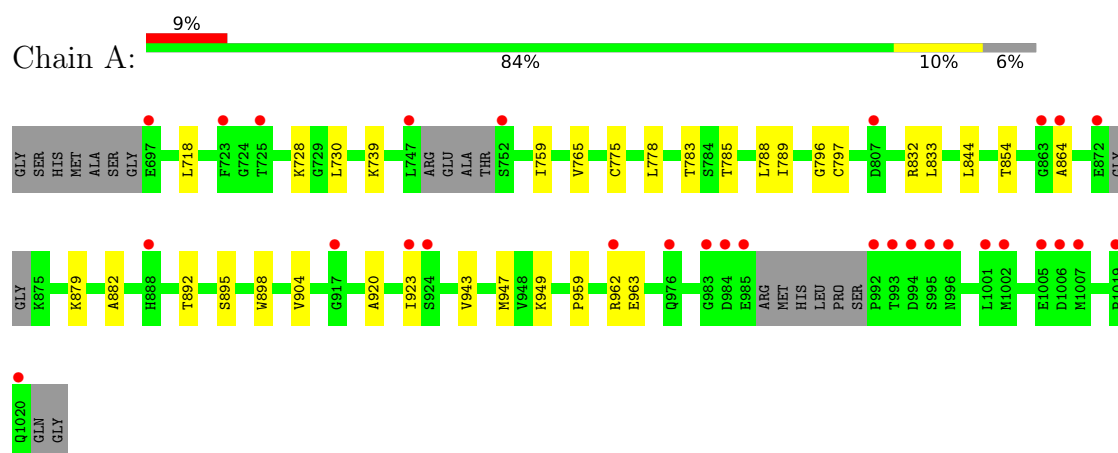 9%
Chain A:
84% 10% 6%
GLY SER HIS MET ALA SER GLY E697 L718 F723 G724 T725 K728 G729 L730 K739 L747 ARG GLU ALA THR S752 I759 V765 C775 L778 T783 S784 T785 L788 I789 G796 C797 D807 R832 L833 L844 T854 G863 A864 E872 GLY
GLY K875 K879 A882 H888 T892 S895 W898 V904 G917 A920 I923 S924 V943 M947 V948 K949 P959 R962 E963 Q976 G983 D984 E985 ARG MET HIS LEU PRO SER P992 T993 D994 S995 N996 L1001 M1002 E1005 D1006 M1007
Q1020 GLN GLY